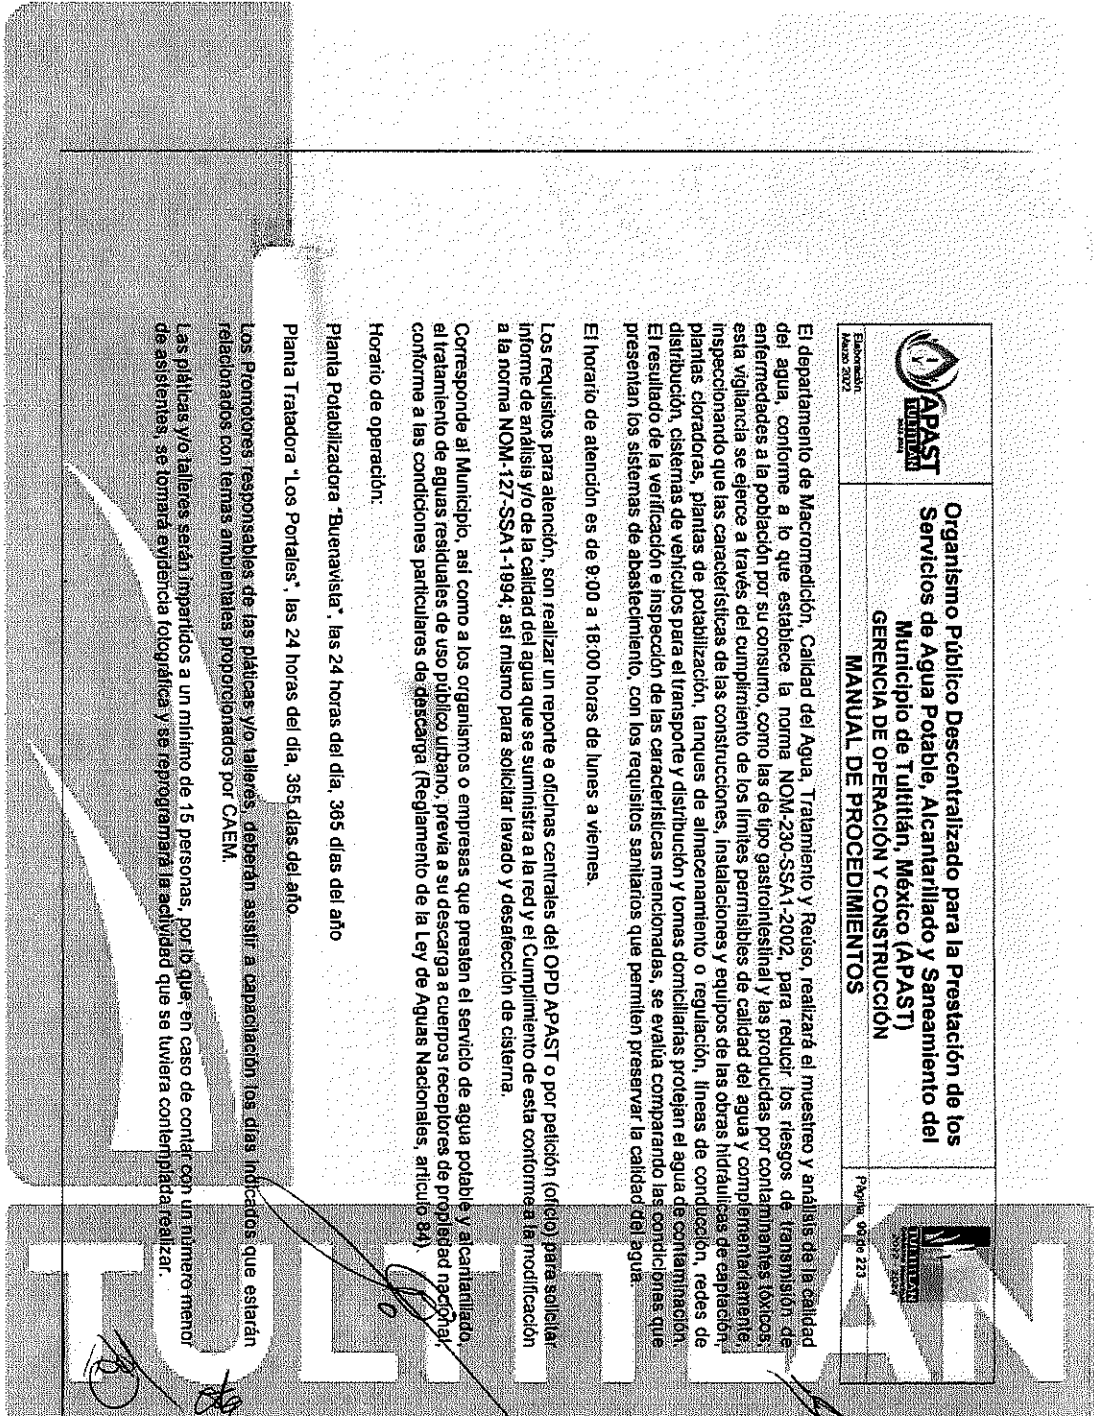 APAST
TULTITLÁN
2022-2024
Organismo Público Descentralizado para la Prestación de los
Servicios de Agua Potable, Alcantarillado y Saneamiento del
Municipio de Tultitlán, México (APAST)
GERENCIA DE OPERACIÓN Y CONSTRUCCIÓN
MANUAL DE PROCEDIMIENTOS
TULTITLÁN
Elaboración.
Marzo 2022
de 223
El departamento de Macromedición, Calidad del Agua, Tratamiento y Reúso, realizará el muestreo y análisis de la calidad
del agua, conforme a lo que establece la norma NOM-230-SSA1-2002, para reducir los riesgos de transmisión de
enfermedades a la población por su consumo, como las de tipo gastrointestinal y las producidas por contaminantes tóxicos;
esta vigilancia se ejerce a través del cumplimiento de los límites permisibles de calidad del agua y complementariamente,
inspeccionando que las características de las construcciones, instalaciones y equipos de las obras hidráulicas de captación,
plantas cloradoras, plantas de potabilización, tanques de almacenamiento o regulación, líneas de conducción, redes de
distribución, cisternas de vehículos para el transporte y distribución y tomas domiciliarias protejan el agua de contaminación.
El resultado de la verificación e inspección de las características mencionadas, se evalúa comparando las condiciones que
presentan los sistemas de abastecimiento, con los requisitos sanitarios que permiten preservar la calidad del agua.
El horario de atención es de 9:00 a 18:00 horas de lunes a viernes.
Los requisitos para atención, son realizar un reporte a oficinas centrales del OPD APAST o por petición (oficio) para solicitar
informe de análisis y/o de la calidad del agua que se suministra a la red y el Cumplimiento de esta conforme a la modificación
a la norma NOM-127-SSA1-1994; así mismo para solicitar lavado y desafección de cisterna.
Corresponde al Municipio, así como a los organismos o empresas que presten el servicio de agua potable y alcantarillado,
el tratamiento de aguas residuales de uso público urbano, previa a su descarga a cuerpos receptores de propiedad nacional,
conforme a las condiciones particulares de descarga (Reglamento de la Ley de Aguas Nacionales, artículo 84).
Horario de operación:
Planta Potabilizadora "Buenavista", las 24 horas del día, 365 días del año
Planta Tratadora "Los Portales", las 24 horas del día, 365 días del año.
Los Promotores responsables de las pláticas y/o talleres, deberán asistir a capacitación los días indicados que estarán
relacionados con temas ambientales proporcionados por CAEM.
Las pláticas y/o talleres serán impartidos a un mínimo de 15 personas, por lo que, en caso de contar con un número menor
de asistentes, se tomará evidencia fotográfica y se reprogramará la actividad que se tuviera contemplada realizar.
TULTITLÁN